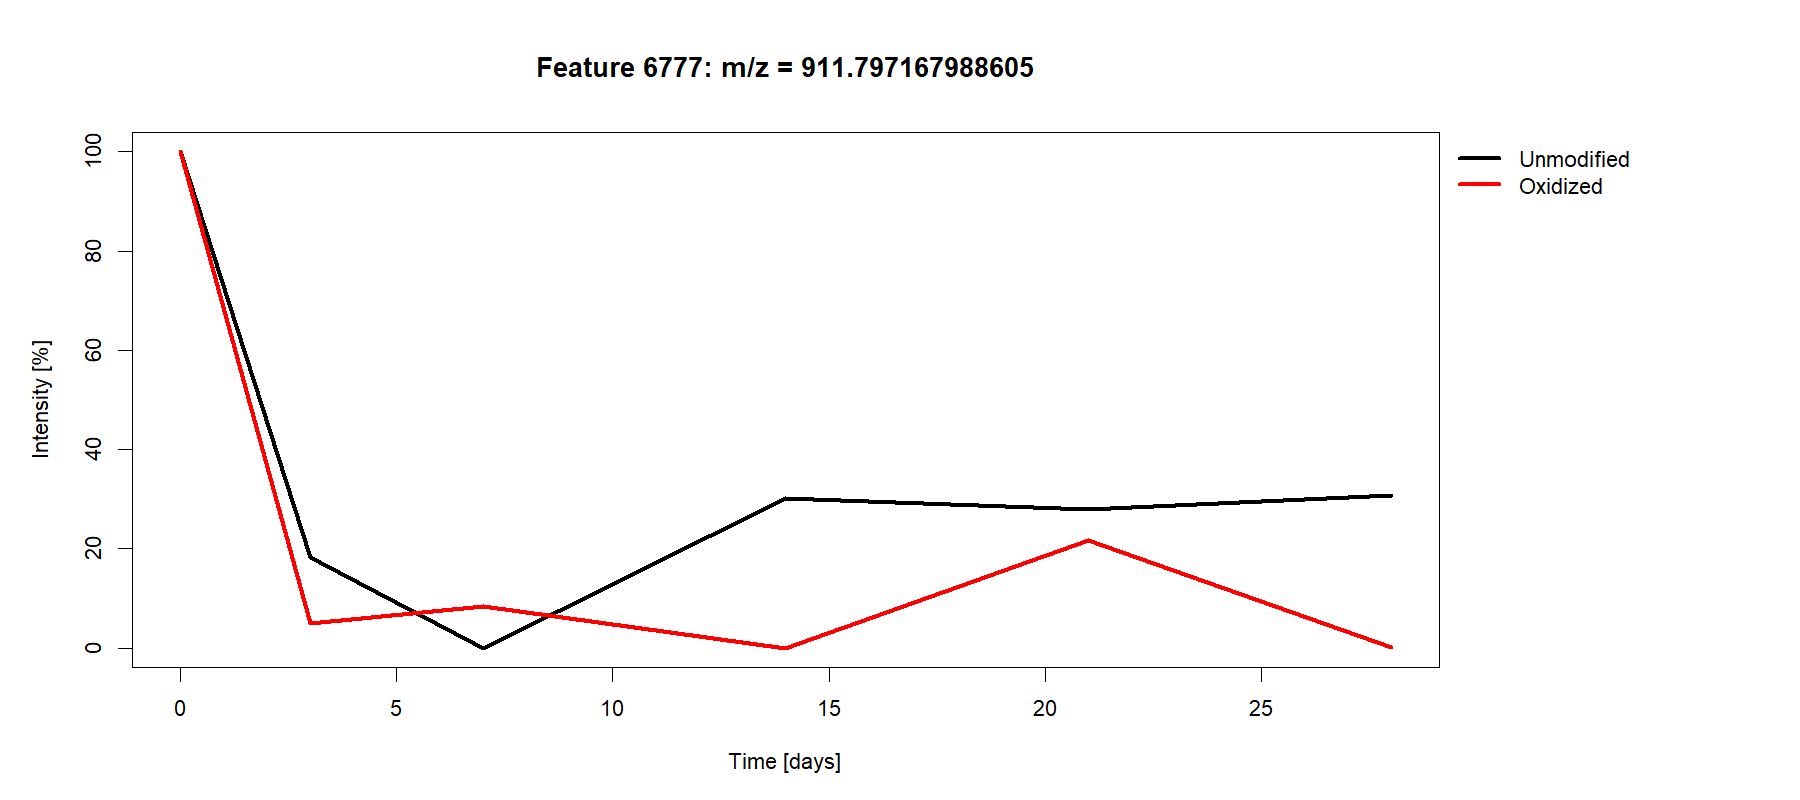 Feature 6777: m/z = 911.797167988605
Unmodified
Oxidized
Intensity [%]
100
80
60
40
20
0
0 5 10 15 20 25
Time [days]